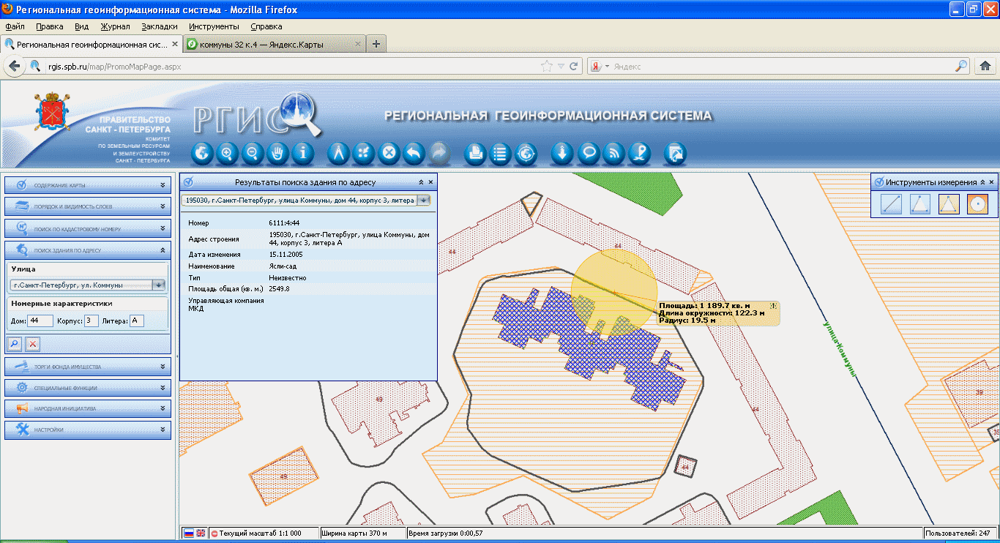 Региональная геоинформационная система - Mozilla Firefox
Файл Правка Вид Журнал Закладки Инструменты Справка
Региональная геоинформационная сис...
коммуны 32 к.4 — Яндекс.Карты
rgis.spb.ru/map/PromoMapPage.aspx
Яндекс
ПРАВИТЕЛЬСТВО
САНКТ - ПЕТЕРБУРГА
КОМИТЕТ
ПО ЗЕМЕЛЬНЫМ РЕСУРСАМ
И ЗЕМЛЕУСТРОЙСТВУ
САНКТ - ПЕТЕРБУРГА
РГИС
РЕГИОНАЛЬНАЯ ГЕОИНФОРМАЦИОННАЯ СИСТЕМА
СОДЕРЖАНИЕ КАРТЫ
ПОРЯДОК И ВИДИМОСТЬ СЛОЕВ
ПОИСК ПО КАДАСТРОВОМУ НОМЕРУ
ПОИСК ЗДАНИЯ ПО АДРЕСУ
Улица
г.Санкт-Петербург, ул. Коммуны
Номерные характеристики
Дом: 44 Корпус: 3 Литера: А
ТОРГИ ФОНДА ИМУЩЕСТВА
СПЕЦИАЛЬНЫЕ ФУНКЦИИ
НАРОДНАЯ ИНИЦИАТИВА
НАСТРОЙКИ
Результаты поиска здания по адресу
195030, г.Санкт-Петербург, улица Коммуны, дом 44, корпус 3, литера
Номер 6111:4:44
Адрес строения 195030, г.Санкт-Петербург, улица Коммуны, дом
44, корпус 3, литера А
Дата изменения 15.11.2005
Наименование Ясли-сад
Тип Неизвестно
Площадь общая (кв. м.) 2549.8
Управляющая компания
МКД
Инструменты измерения
44
44
Площадь: 1 189.7 кв. м
Длина окружности: 122.3 м
Радиус: 19.5 м
улица Коммуны
49
39
44
35
44
49
Текущий масштаб 1:1 000
Ширина карты 370 м
Время загрузки 0:00,57
Пользователей: 247